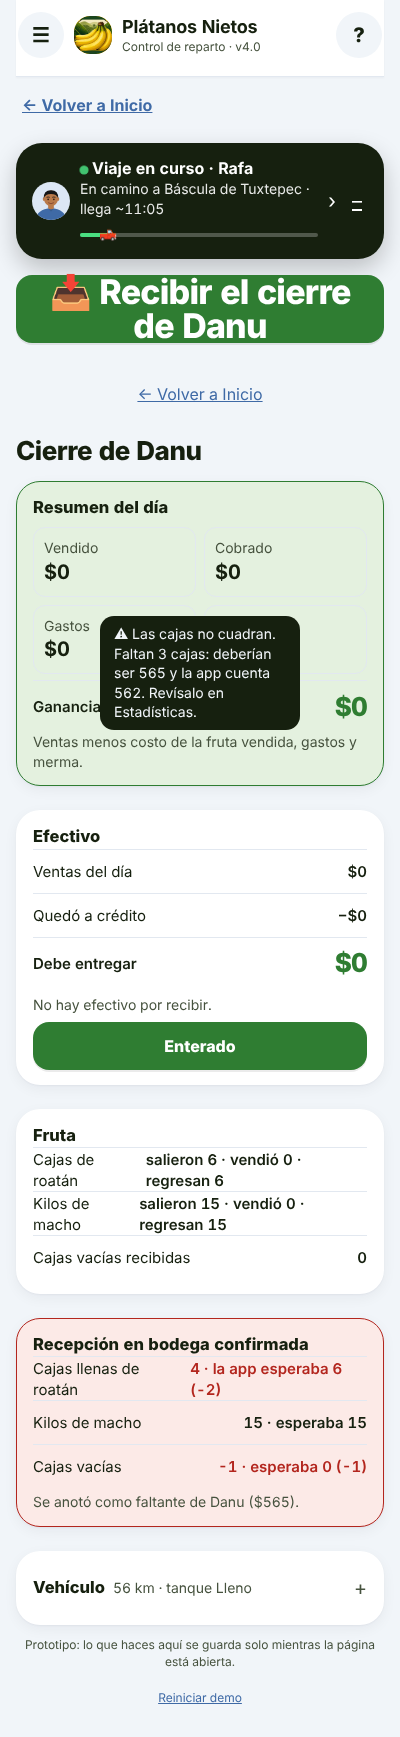 ☰
Plátanos Nietos
Control de reparto · v4.0
?
← Volver a Inicio
Viaje en curso · Rafa
En camino a Báscula de Tuxtepec ·
llega ~11:05
›
📥 Recibir el cierre
de Danu
← Volver a Inicio
Cierre de Danu
Resumen del día
Vendido
$0
Cobrado
$0
Gastos
$0
⚠ Las cajas no cuadran.
Faltan 3 cajas: deberían
ser 565 y la app cuenta
562. Revísalo en
Estadísticas.
Ganancia
$0
Ventas menos costo de la fruta vendida, gastos y
merma.
Efectivo
Ventas del día
$0
Quedó a crédito
−$0
Debe entregar
$0
No hay efectivo por recibir.
Enterado
Fruta
Cajas de
roatán
salieron 6 · vendió 0 ·
regresan 6
Kilos de
macho
salieron 15 · vendió 0 ·
regresan 15
Cajas vacías recibidas
0
Recepción en bodega confirmada
Cajas llenas de
roatán
4 · la app esperaba 6
(-2)
Kilos de macho
15 · esperaba 15
Cajas vacías
-1 · esperaba 0 (-1)
Se anotó como faltante de Danu ($565).
Vehículo 56 km · tanque Lleno
+
Prototipo: lo que haces aquí se guarda solo mientras la página
está abierta.
Reiniciar demo